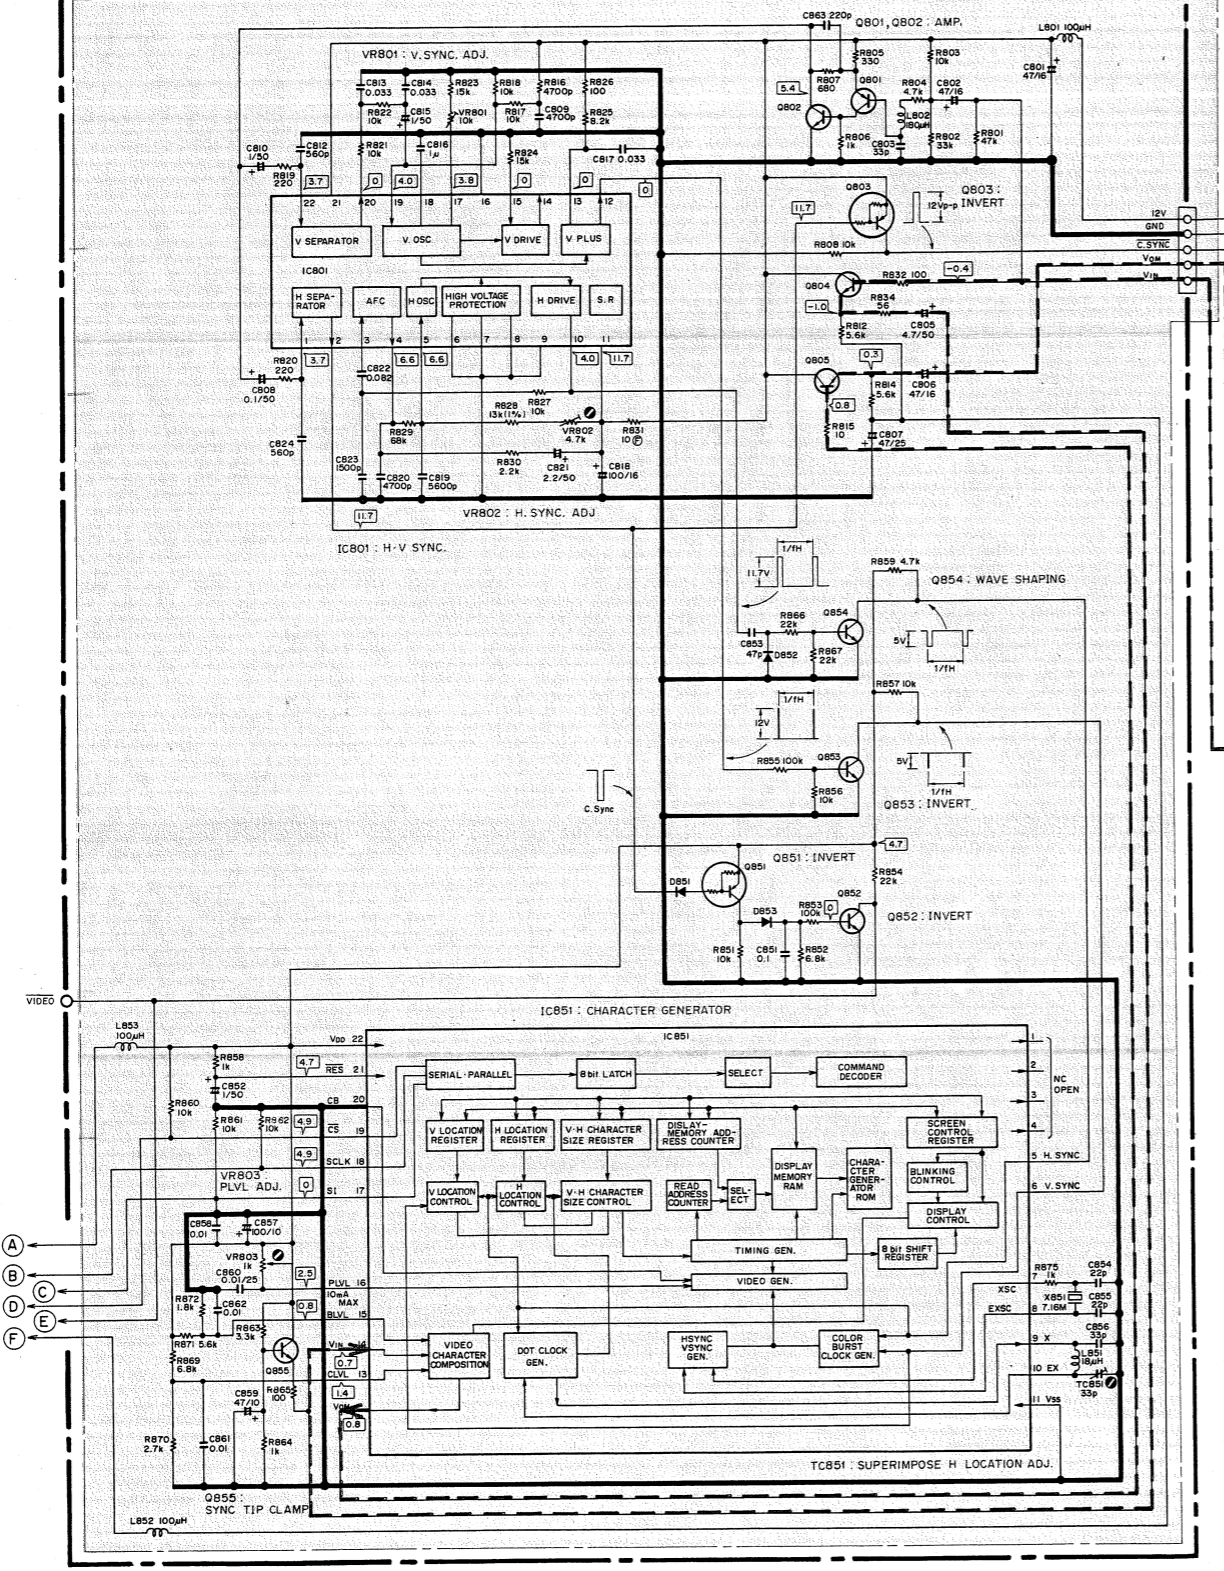 C863 220p
Q801, Q802 : AMP.
L801 100μH
VR801 : V. SYNC. ADJ.
R805
330
R803
10k
C801
47/16
C813
0.033
C814
0.033
R823
15k
R818
10k
R816
4700p
R826
100
R807
680
Q801
R804
4.7k
C802
47/16
5.4
Q802
R822
10k
C815
1/50
VR801
10k
R817
10k
C809
4700p
R825
8.2k
L802
180μH
R806
1k
C803
33p
R802
33k
R801
47k
C810
1/50
C812
560p
R821
10k
C816
1μ
R824
15k
C817 0.033
R819
220
3.7
0
4.0
3.8
0
0
0
22 21 20 19 18 17 16 15 14 13 12
Q803
Q803 :
INVERT
12Vp-p
11.7
12V
GND
C.SYNC
VOM
VIN
V SEPARATOR
V. OSC
V DRIVE
V PLUS
IC801
R808 10k
H SEPA-
RATOR
AFC
H OSC
HIGH VOLTAGE
PROTECTION
H DRIVE
S.R
Q804
R832 100
-0.4
R834
56
-1.0
C805
4.7/50
R812
5.6k
1 2 3 4 5 6 7 8 9 10 11
R820
220
3.7
6.6
6.6
4.0
11.7
C822
0.082
Q805
0.3
R814
5.6k
C806
47/16
C808
0.1/50
R828
13k(1%)
R827
10k
VR802
4.7k
R831
10 F
0.8
R815
10
C807
47/25
C824
560p
R829
68k
C823
1500p
C820
4700p
C819
5600p
R830
2.2k
C821
2.2/50
C818
100/16
11.7
VR802 : H. SYNC. ADJ
IC801 : H-V SYNC.
1/fH
11.7V
R859 4.7k
Q854 : WAVE SHAPING
R866
22k
Q854
C853
47p
D852
R867
22k
5V
1/fH
1/fH
12V
R857 10k
R855 100k
Q853
R856
10k
5V
1/fH
Q853 : INVERT
C. Sync
4.7
Q851 : INVERT
Q851
D851
R854
22k
D853
R853
100k
0
Q852
Q852 : INVERT
R851
10k
C851
0.1
R852
6.8k
VIDEO
IC851 : CHARACTER GENERATOR
L853
100μH
IC851
VDD 22
R858
1k
4.7
RES 21
C852
1/50
CB 20
R860
10k
R861
10k
R862
10k
4.9
CS 19
4.9
SCLK 18
VR803 :
PLVL ADJ.
0
SI 17
SERIAL-PARALLEL
8bit LATCH
SELECT
COMMAND
DECODER
1
2
3
4
NC
OPEN
V LOCATION
REGISTER
H LOCATION
REGISTER
V-H CHARACTER
SIZE REGISTER
DISLAY-
MEMORY ADD-
RESS COUNTER
SCREEN
CONTROL
REGISTER
5 H. SYNC
DISPLAY
MEMORY
RAM
CHARA-
CTER
GENER-
ATOR
ROM
BLINKING
CONTROL
6 V. SYNC
V LOCATION
CONTROL
H
LOCATION
CONTROL
V-H CHARACTER
SIZE CONTROL
READ
ADDRESS
COUNTER
SEL-
ECT
DISPLAY
CONTROL
C858
0.01
C857
100/10
TIMING GEN.
8 bit SHIFT
REGISTER
VR803
1k
A
B
C
D
E
F
C860
0.01/25
2.5
PLVL 16
10mA
MAX
VIDEO GEN.
7
XSC
R875
1k
C854
22p
R872
1.8k
C862
0.01
0.8
BLVL 15
EXSC 8
X851
7.16M
C855
22p
R863
3.3k
R871 5.6k
R869
6.8k
VIN 14
0.7
Q855
VIDEO
CHARACTER
COMPOSITION
DOT CLOCK
GEN.
HSYNC
VSYNC
GEN.
COLOR
BURST
CLOCK GEN.
9 X
C856
33p
L851
18μH
10 EX
TC851
33p
CLVL 13
1.4
C859
47/10
R865
100
0.8
11 VSS
R870
2.7k
C861
0.01
R864
1k
TC851 : SUPERIMPOSE H LOCATION ADJ.
Q855 :
SYNC TIP CLAMP
L852 100μH